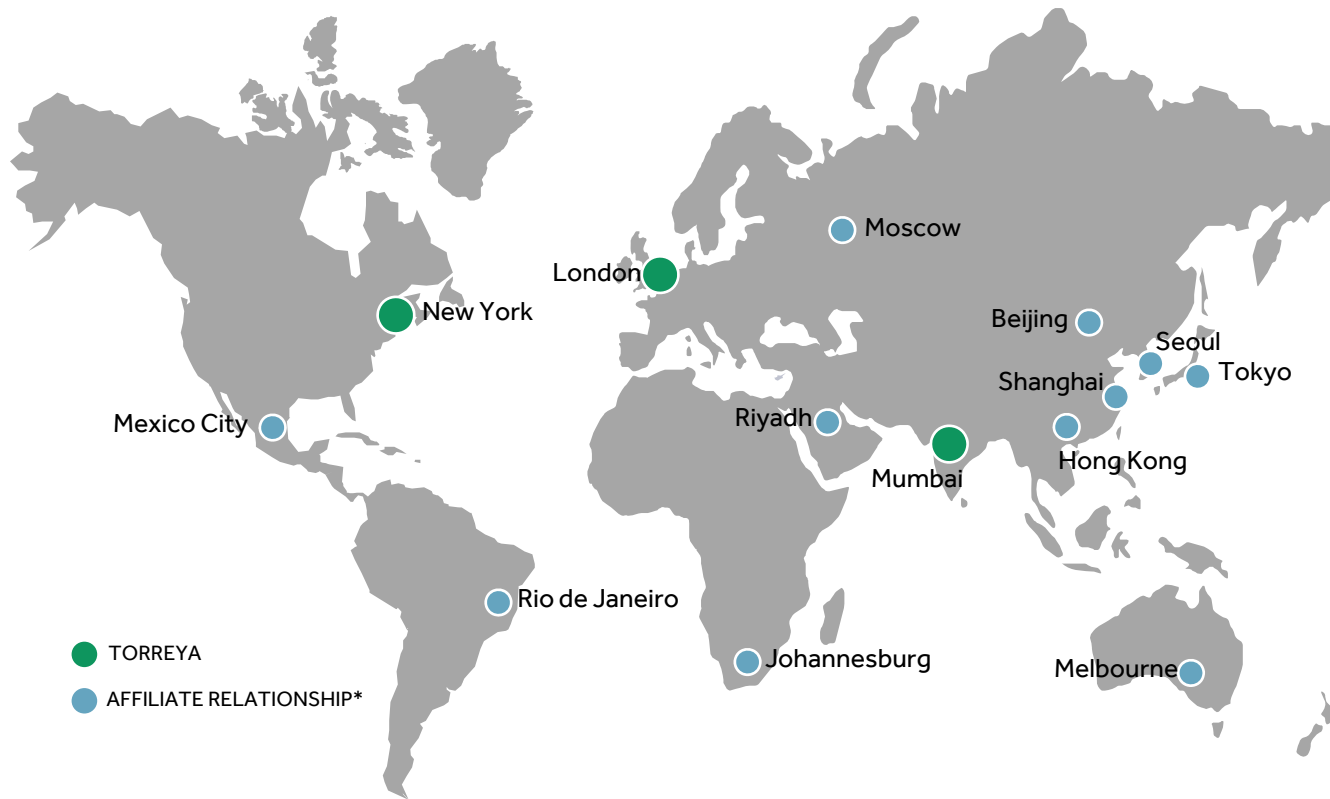 Moscow
London
New York
Beijing
Seoul
Tokyo
Shanghai
Mexico City
Riyadh
Hong Kong
Mumbai
Rio de Janeiro
TORREYA
Johannesburg
Melbourne
AFFILIATE RELATIONSHIP*